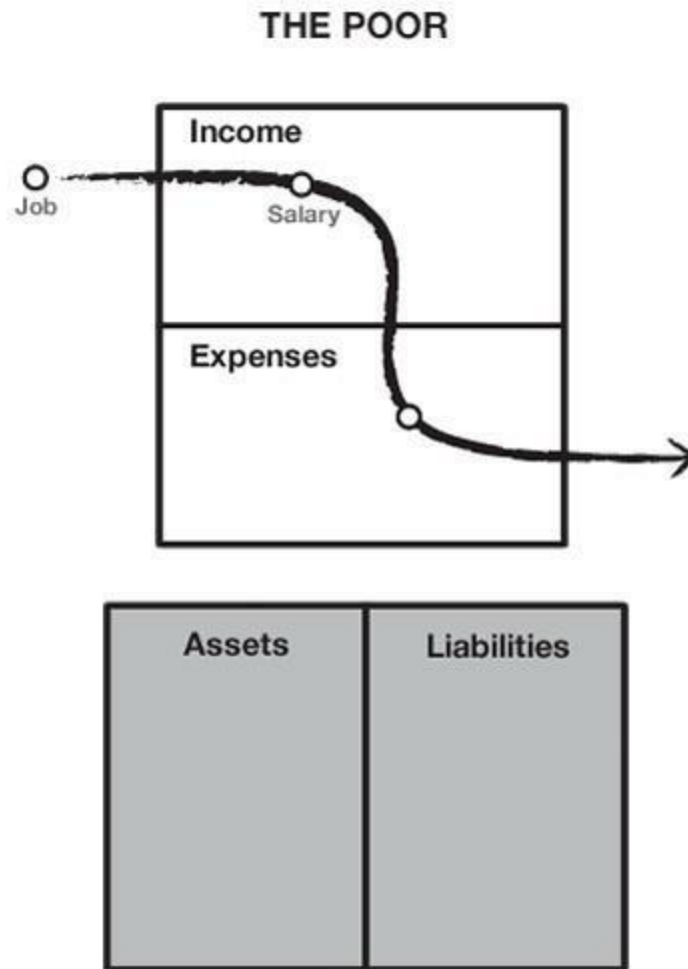 THE POOR
Income
Job
Salary
Expenses
Assets
Liabilities